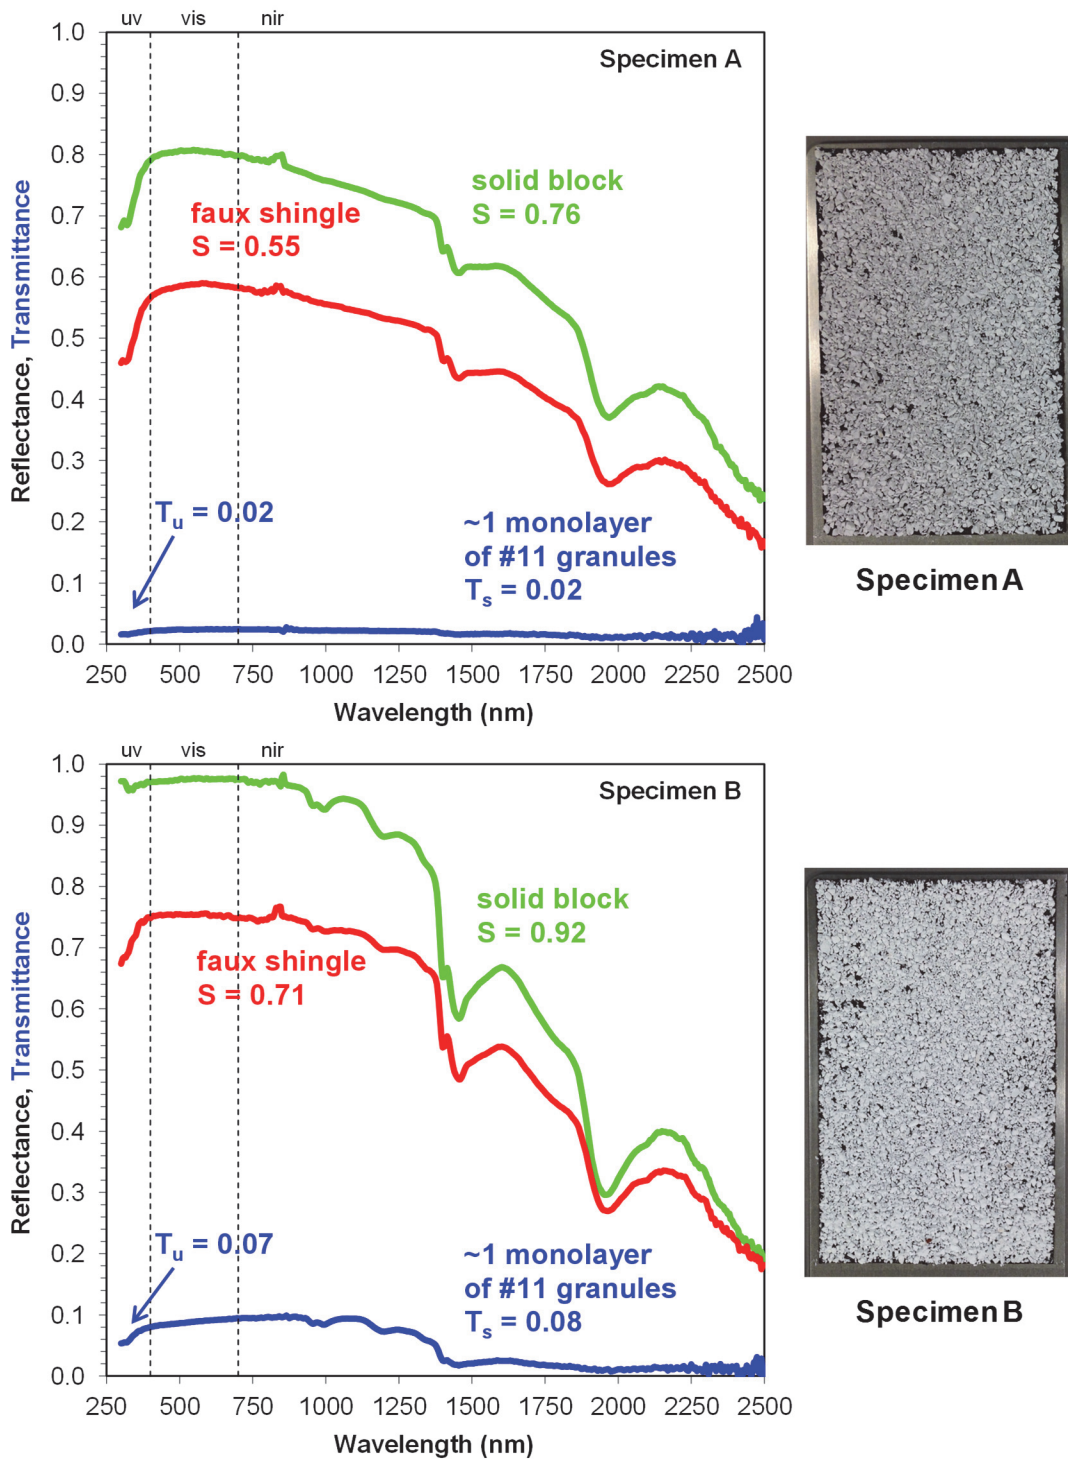 uv vis nir
1.0
Specimen A
0.9
0.8
solid block
S = 0.76
0.7
faux shingle
S = 0.55
0.6
0.5
0.4
0.3
T_u = 0.02
~1 monolayer
of #11 granules
T_s = 0.02
0.2
0.1
0.0
Reflectance, Transmittance
250 500 750 1000 1250 1500 1750 2000 2250 2500
Wavelength (nm)
Specimen A
uv vis nir
1.0
Specimen B
0.9
0.8
solid block
S = 0.92
0.7
faux shingle
S = 0.71
0.6
0.5
0.4
0.3
T_u = 0.07
~1 monolayer
of #11 granules
T_s = 0.08
0.2
0.1
0.0
Reflectance, Transmittance
250 500 750 1000 1250 1500 1750 2000 2250 2500
Wavelength (nm)
Specimen B